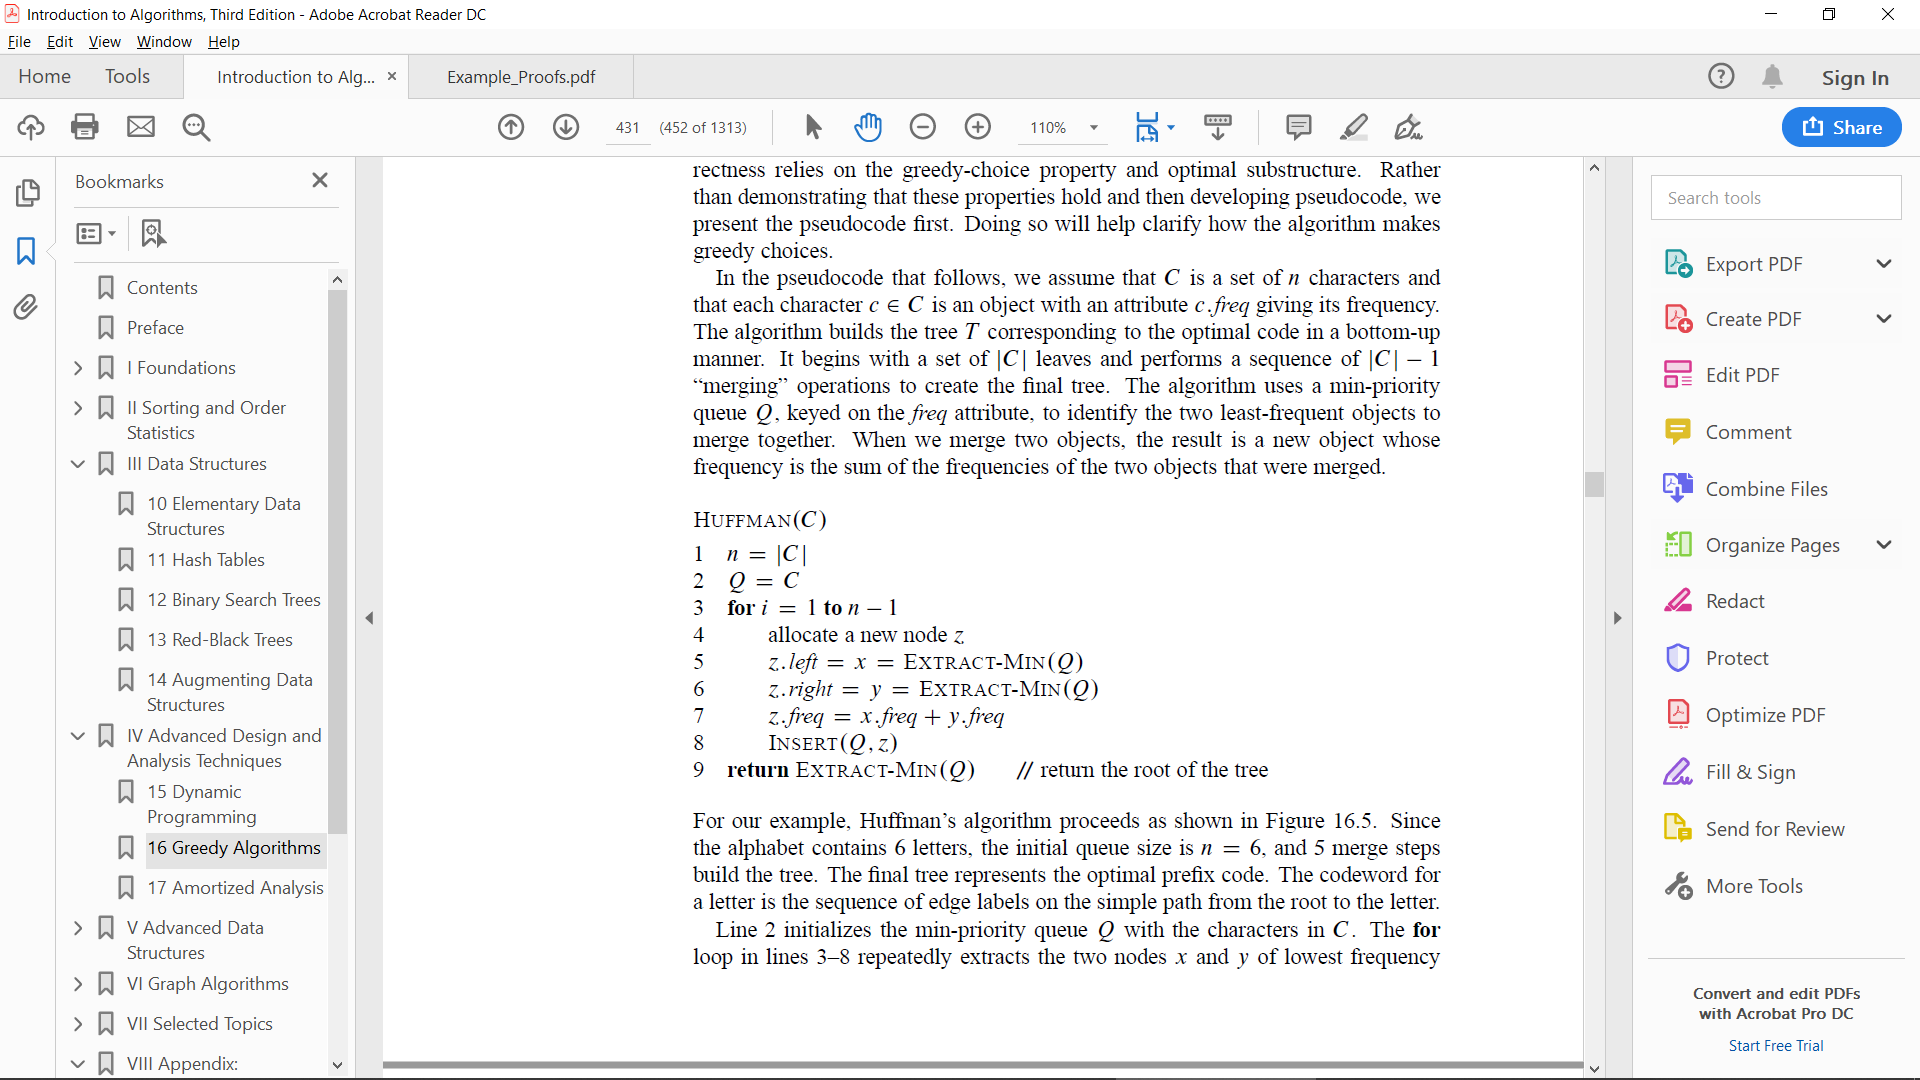 Introduction to Algorithms, Third Edition - Adobe Acrobat Reader DC
File Edit View Window Help
Home Tools Introduction to Alg... × Example_Proofs.pdf Sign In
431 (452 of 1313) 110% Share
Bookmarks
Contents
Preface
I Foundations
II Sorting and Order
Statistics
III Data Structures
10 Elementary Data
Structures
11 Hash Tables
12 Binary Search Trees
13 Red-Black Trees
14 Augmenting Data
Structures
IV Advanced Design and
Analysis Techniques
15 Dynamic
Programming
16 Greedy Algorithms
17 Amortized Analysis
V Advanced Data
Structures
VI Graph Algorithms
VII Selected Topics
VIII Appendix:
rectness relies on the greedy-choice property and optimal substructure. Rather
than demonstrating that these properties hold and then developing pseudocode, we
present the pseudocode first. Doing so will help clarify how the algorithm makes
greedy choices.
In the pseudocode that follows, we assume that C is a set of n characters and
that each character c ∈ C is an object with an attribute c.freq giving its frequency.
The algorithm builds the tree T corresponding to the optimal code in a bottom-up
manner. It begins with a set of |C| leaves and performs a sequence of |C| − 1
“merging” operations to create the final tree. The algorithm uses a min-priority
queue Q, keyed on the freq attribute, to identify the two least-frequent objects to
merge together. When we merge two objects, the result is a new object whose
frequency is the sum of the frequencies of the two objects that were merged.
HUFFMAN(C)
1 n = |C|
2 Q = C
3 for i = 1 to n − 1
4 allocate a new node z
5 z.left = x = EXTRACT-MIN(Q)
6 z.right = y = EXTRACT-MIN(Q)
7 z.freq = x.freq + y.freq
8 INSERT(Q, z)
9 return EXTRACT-MIN(Q) // return the root of the tree
For our example, Huffman’s algorithm proceeds as shown in Figure 16.5. Since
the alphabet contains 6 letters, the initial queue size is n = 6, and 5 merge steps
build the tree. The final tree represents the optimal prefix code. The codeword for
a letter is the sequence of edge labels on the simple path from the root to the letter.
Line 2 initializes the min-priority queue Q with the characters in C. The for
loop in lines 3–8 repeatedly extracts the two nodes x and y of lowest frequency
Search tools
Export PDF
Create PDF
Edit PDF
Comment
Combine Files
Organize Pages
Redact
Protect
Optimize PDF
Fill & Sign
Send for Review
More Tools
Convert and edit PDFs
with Acrobat Pro DC
Start Free Trial